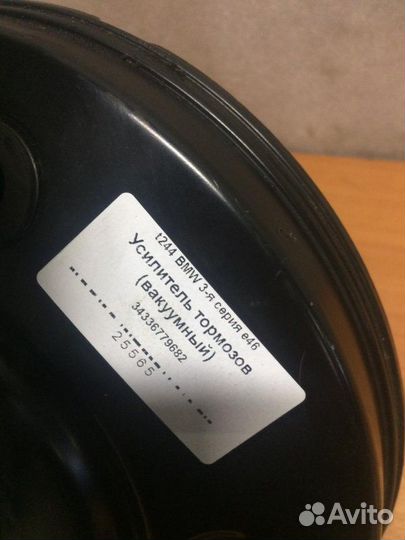 t244 BMW 3-я серия e46
Усилитель тормозов
(вакуумный)
34336779682
25565
Avito